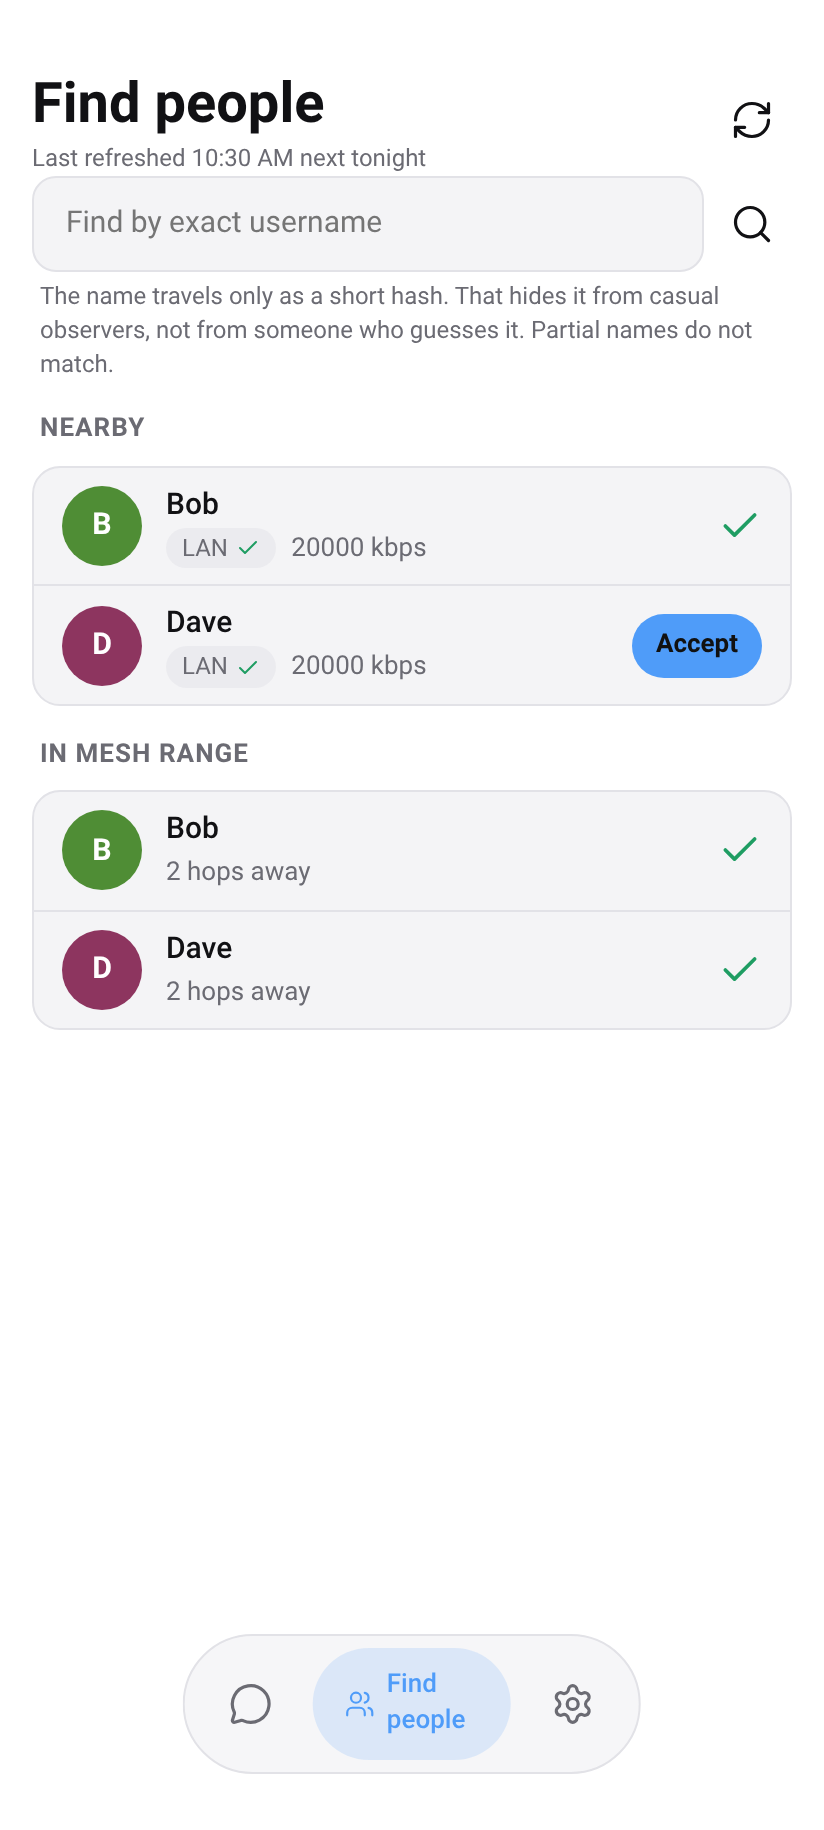 Find people
Last refreshed 10:30 AM next tonight
Find by exact username
The name travels only as a short hash. That hides it from casual
observers, not from someone who guesses it. Partial names do not
match.
NEARBY
B
Bob
LAN 20000 kbps
D
Dave
LAN 20000 kbps
Accept
IN MESH RANGE
B
Bob
2 hops away
D
Dave
2 hops away
Find
people